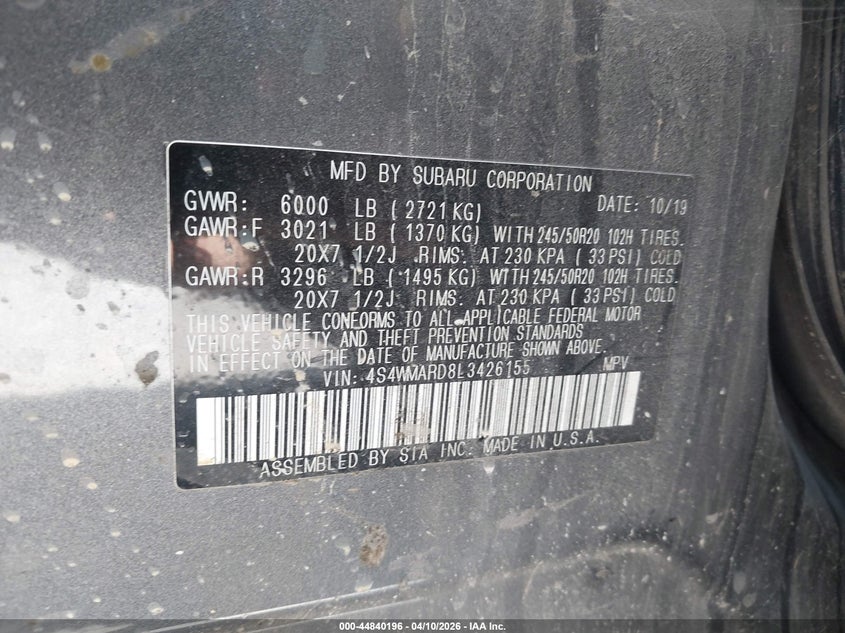 MFD BY SUBARU CORPORATION
GVWR: 6000 LB ( 2721 KG) DATE: 10/19
GAWR:F 3021 LB ( 1370 KG) WITH 245/50R20 102H TIRES.
20X7 1/2J RIMS. AT 230 KPA ( 33 PSI) COLD
GAWR:R 3296 LB ( 1495 KG) WITH 245/50R20 102H TIRES.
20X7 1/2J RIMS. AT 230 KPA ( 33 PSI) COLD
THIS VEHICLE CONFORMS TO ALL APPLICABLE FEDERAL MOTOR
VEHICLE SAFETY AND THEFT PREVENTION STANDARDS
IN EFFECT ON THE DATE OF MANUFACTURE SHOWN ABOVE.
VIN: 4S4WMARD8L3426155 MPV
ASSEMBLED BY SIA INC. MADE IN U.S.A.
000-44840196 - 04/10/2026 - IAA Inc.